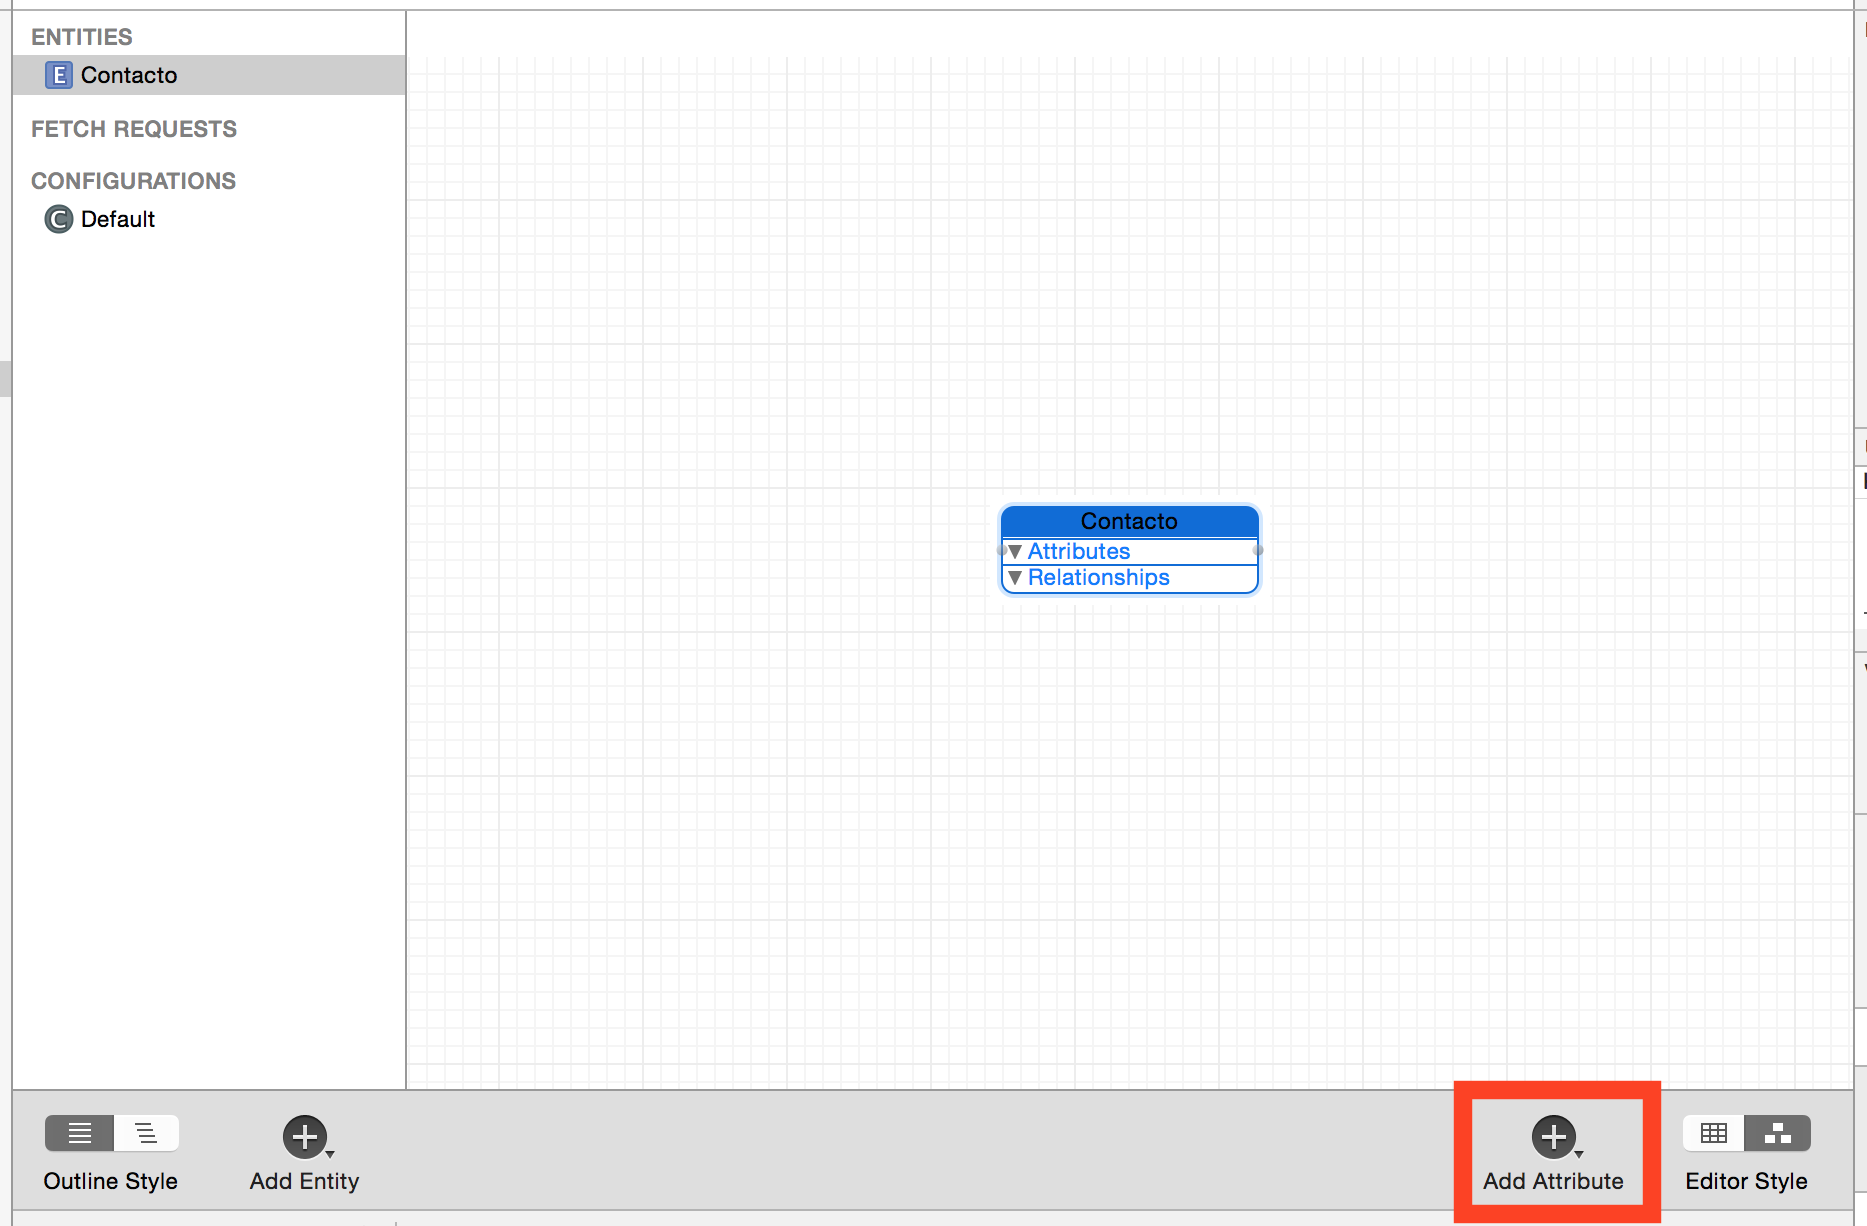 ENTITIES
E Contacto
FETCH REQUESTS
CONFIGURATIONS
C Default
Contacto
Attributes
Relationships
Outline Style
Add Entity
Add Attribute
Editor Style